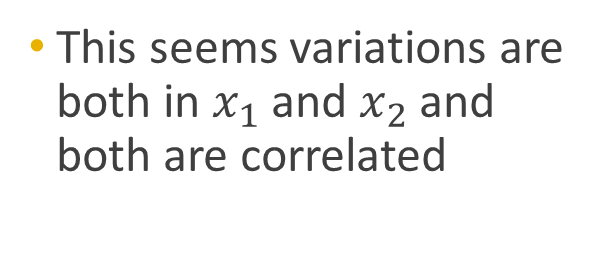 • This seems variations are
both in 𝑥₁ and 𝑥₂ and
both are correlated